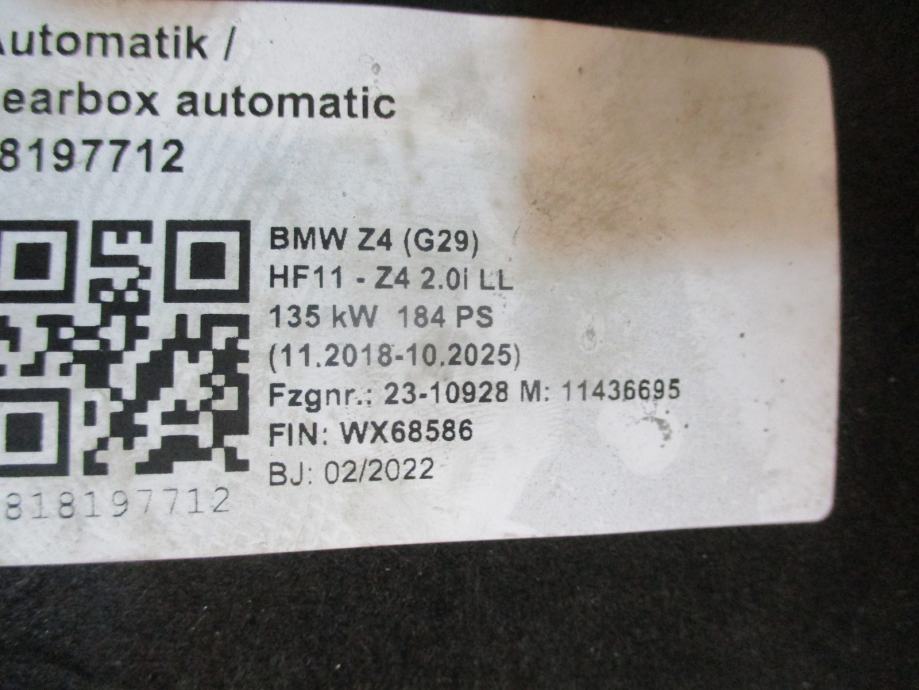 Automatik /
earbox automatic
8197712
BMW Z4 (G29)
HF11 - Z4 2.0i LL
135 kW 184 PS
(11.2018-10.2025)
Fzgnr.: 23-10928 M: 11436695
FIN: WX68586
BJ: 02/2022
818197712